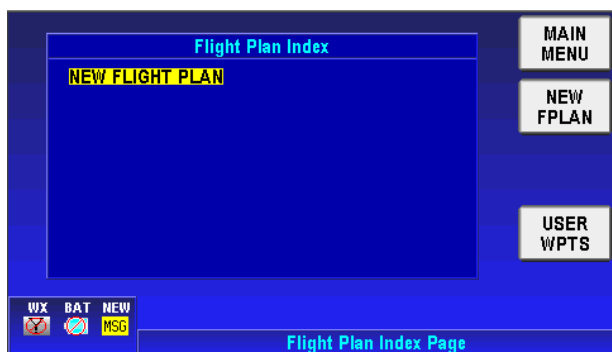 Flight Plan Index
NEW FLIGHT PLAN
MAIN
MENU
NEW
FPLAN
USER
WPTS
WX BAT NEW
MSG
Flight Plan Index Page